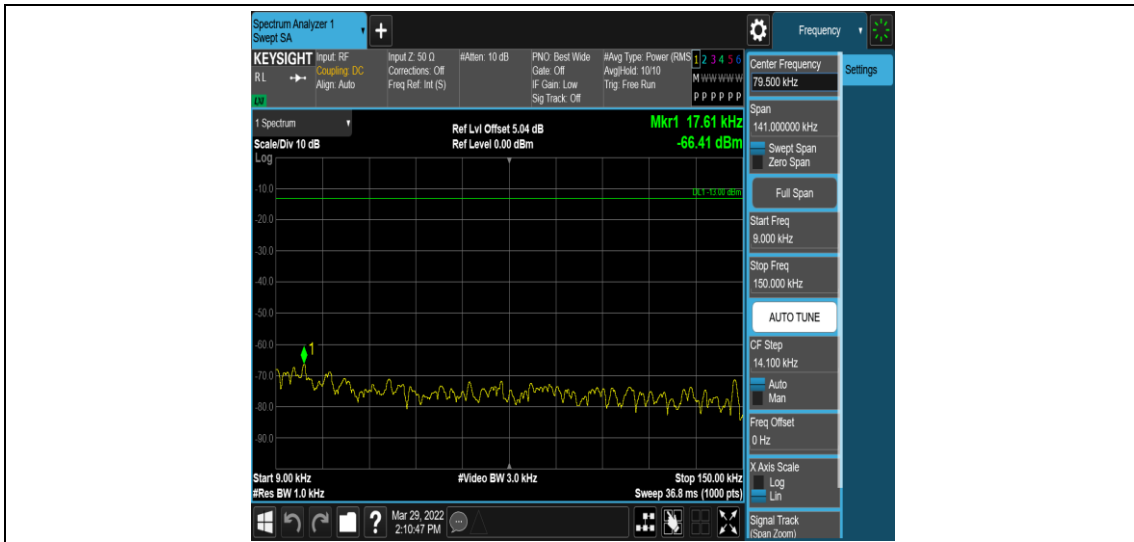 Spectrum Analyzer 1
Swept SA
Frequency
KEYSIGHT
RL
Input: RF
Coupling: DC
Align: Auto
Input Z: 50 Ω
Corrections: Off
Freq Ref: Int (S)
#Atten: 10 dB
PNO: Best Wide
Gate: Off
IF Gain: Low
Sig Track: Off
#Avg Type: Power (RMS
Avg|Hold: 10/10
Trig: Free Run
1 2 3 4 5 6
M W W W W W
P P P P P P
1 Spectrum
Scale/Div 10 dB
Log
Ref Lvl Offset 5.04 dB
Ref Level 0.00 dBm
Mkr1 17.61 kHz
-66.41 dBm
DL1 -13.00 dBm
-10.0
-20.0
-30.0
-40.0
-50.0
-60.0
-70.0
-80.0
-90.0
1
Start 9.00 kHz
#Res BW 1.0 kHz
#Video BW 3.0 kHz
Stop 150.00 kHz
Sweep 36.8 ms (1000 pts)
?
Mar 29, 2022
2:10:47 PM
Center Frequency
79.500 kHz
Settings
Span
141.000000 kHz
Swept Span
Zero Span
Full Span
Start Freq
9.000 kHz
Stop Freq
150.000 kHz
AUTO TUNE
CF Step
14.100 kHz
Auto
Man
Freq Offset
0 Hz
X Axis Scale
Log
Lin
Signal Track
(Span Zoom)